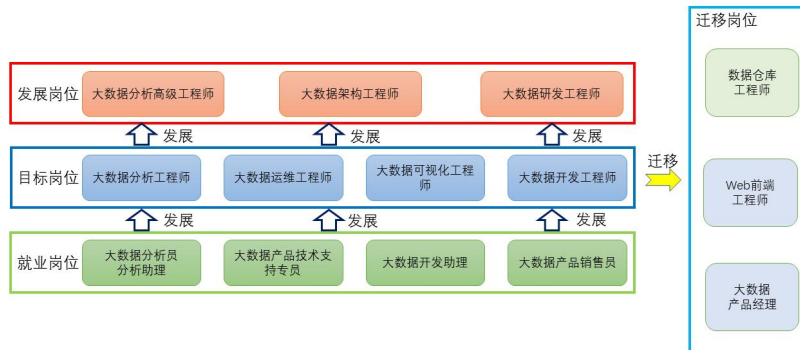 迁移岗位
发展岗位
大数据分析高级工程师
大数据架构工程师
大数据研发工程师
数据仓库
工程师
发展
发展
发展
目标岗位
大数据分析工程师
大数据运维工程师
大数据可视化工程
师
大数据开发工程师
迁移
Web前端
工程师
发展
发展
发展
就业岗位
大数据分析员
分析助理
大数据产品技术支
持专员
大数据开发助理
大数据产品销售员
大数据
产品经理